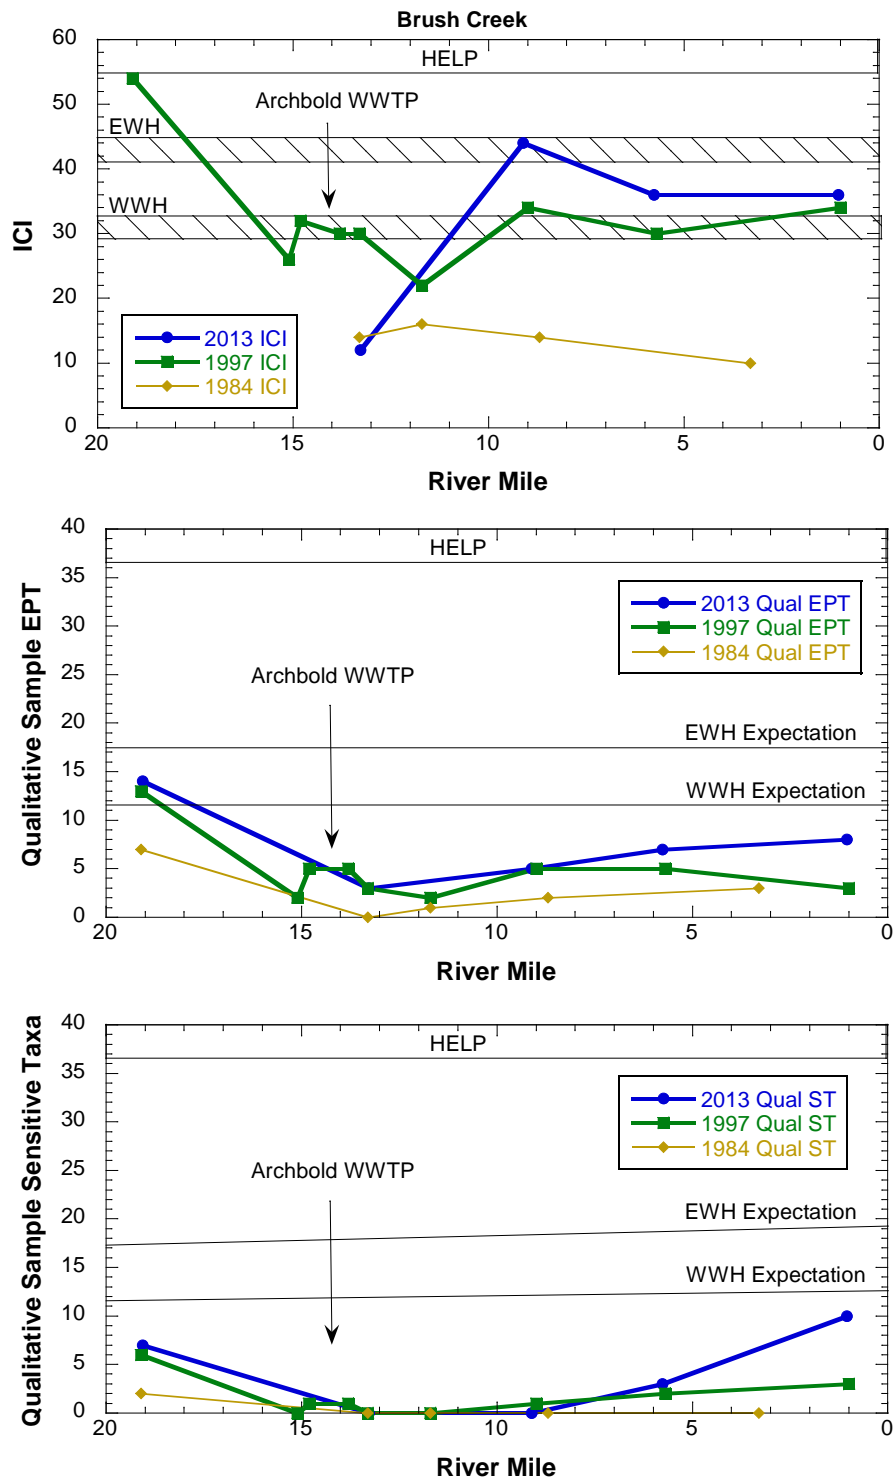 Brush Creek
60
HELP
50
Archbold WWTP
EWH
40
WWH
30
ICI
20
2013 ICI
1997 ICI
1984 ICI
10
0
20 15 10 5 0
River Mile
40
HELP
35
30
2013 Qual EPT
1997 Qual EPT
1984 Qual EPT
25
Archbold WWTP
20
EWH Expectation
15
WWH Expectation
10
5
0
Qualitative Sample EPT
20 15 10 5 0
River Mile
40
HELP
35
30
2013 Qual ST
1997 Qual ST
1984 Qual ST
25
Archbold WWTP
20
EWH Expectation
15
WWH Expectation
10
5
0
Qualitative Sample Sensitive Taxa
20 15 10 5 0
River Mile